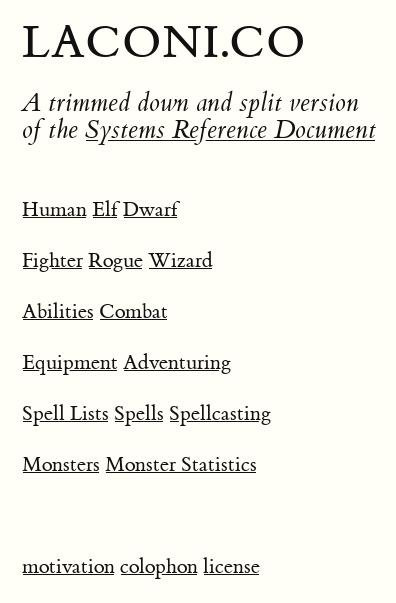 LACONI.CO
A trimmed down and split version
of the Systems Reference Document
Human Elf Dwarf
Fighter Rogue Wizard
Abilities Combat
Equipment Adventuring
Spell Lists Spells Spellcasting
Monsters Monster Statistics
motivation colophon license